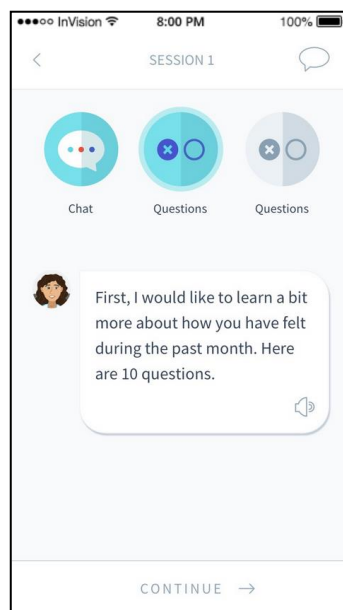 InVision 8:00 PM 100%
SESSION 1
Chat Questions Questions
First, I would like to learn a bit
more about how you have felt
during the past month. Here
are 10 questions.
CONTINUE →